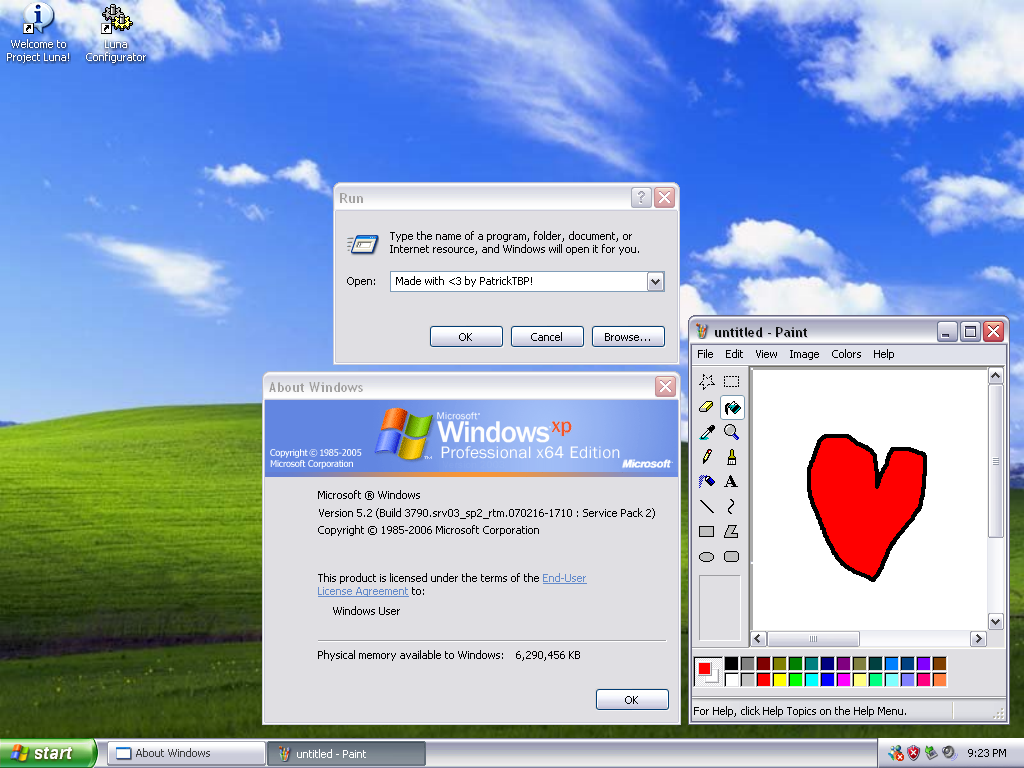 Welcome to
Project Luna!
Luna
Configurator
Run
Type the name of a program, folder, document, or
Internet resource, and Windows will open it for you.
Open:
Made with <3 by PatrickTBP!
OK
Cancel
Browse...
About Windows
Microsoft®
Windows xp
Professional x64 Edition
Copyright © 1985-2005
Microsoft Corporation
Microsoft
Microsoft ® Windows
Version 5.2 (Build 3790.srv03_sp2_rtm.070216-1710 : Service Pack 2)
Copyright © 1985-2006 Microsoft Corporation
This product is licensed under the terms of the End-User
License Agreement to:
Windows User
Physical memory available to Windows: 6,290,456 KB
OK
untitled - Paint
File Edit View Image Colors Help
A
For Help, click Help Topics on the Help Menu.
start
About Windows
untitled - Paint
9:23 PM